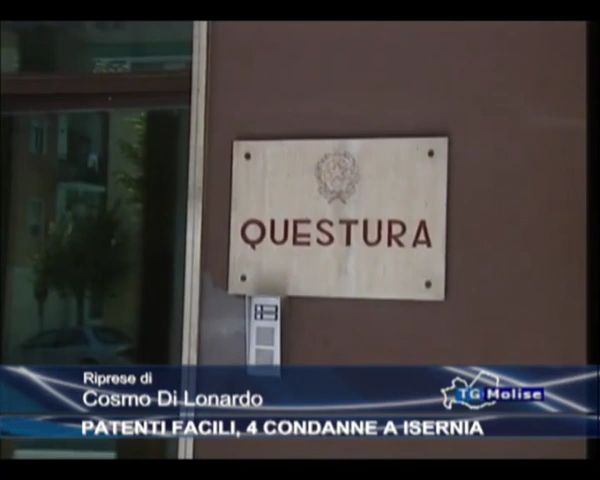 QUESTURA
Riprese di
Cosmo Di Lonardo
TG Molise
PATENTI FACILI, 4 CONDANNE A ISERNIA